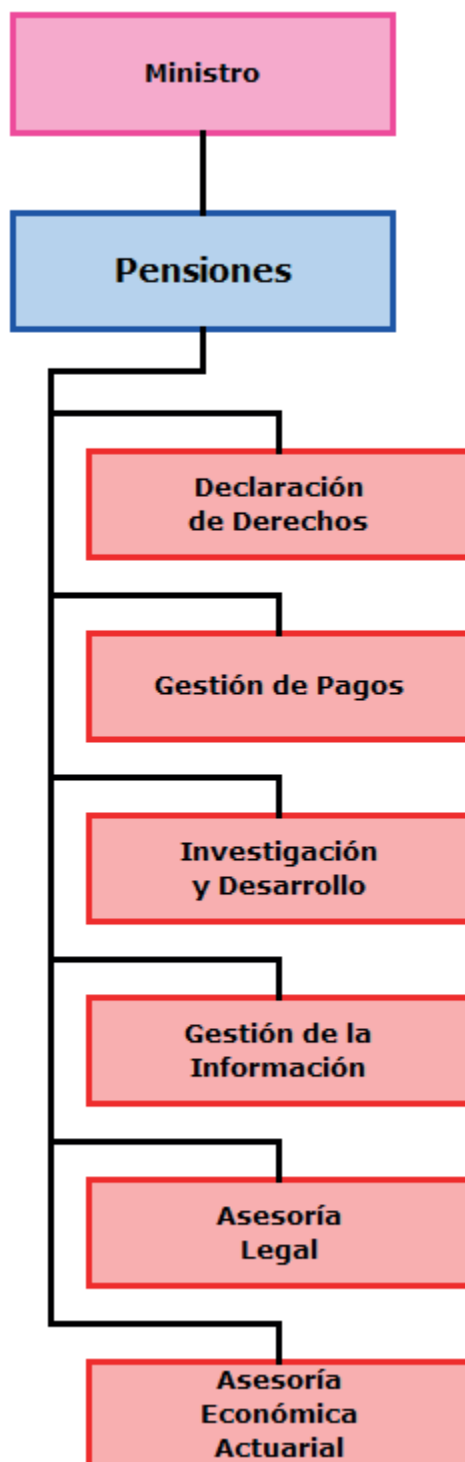 Ministro
Pensiones
Declaración
de Derechos
Gestión de Pagos
Investigación
y Desarrollo
Gestión de la
Información
Asesoría
Legal
Asesoría
Económica
Actuarial